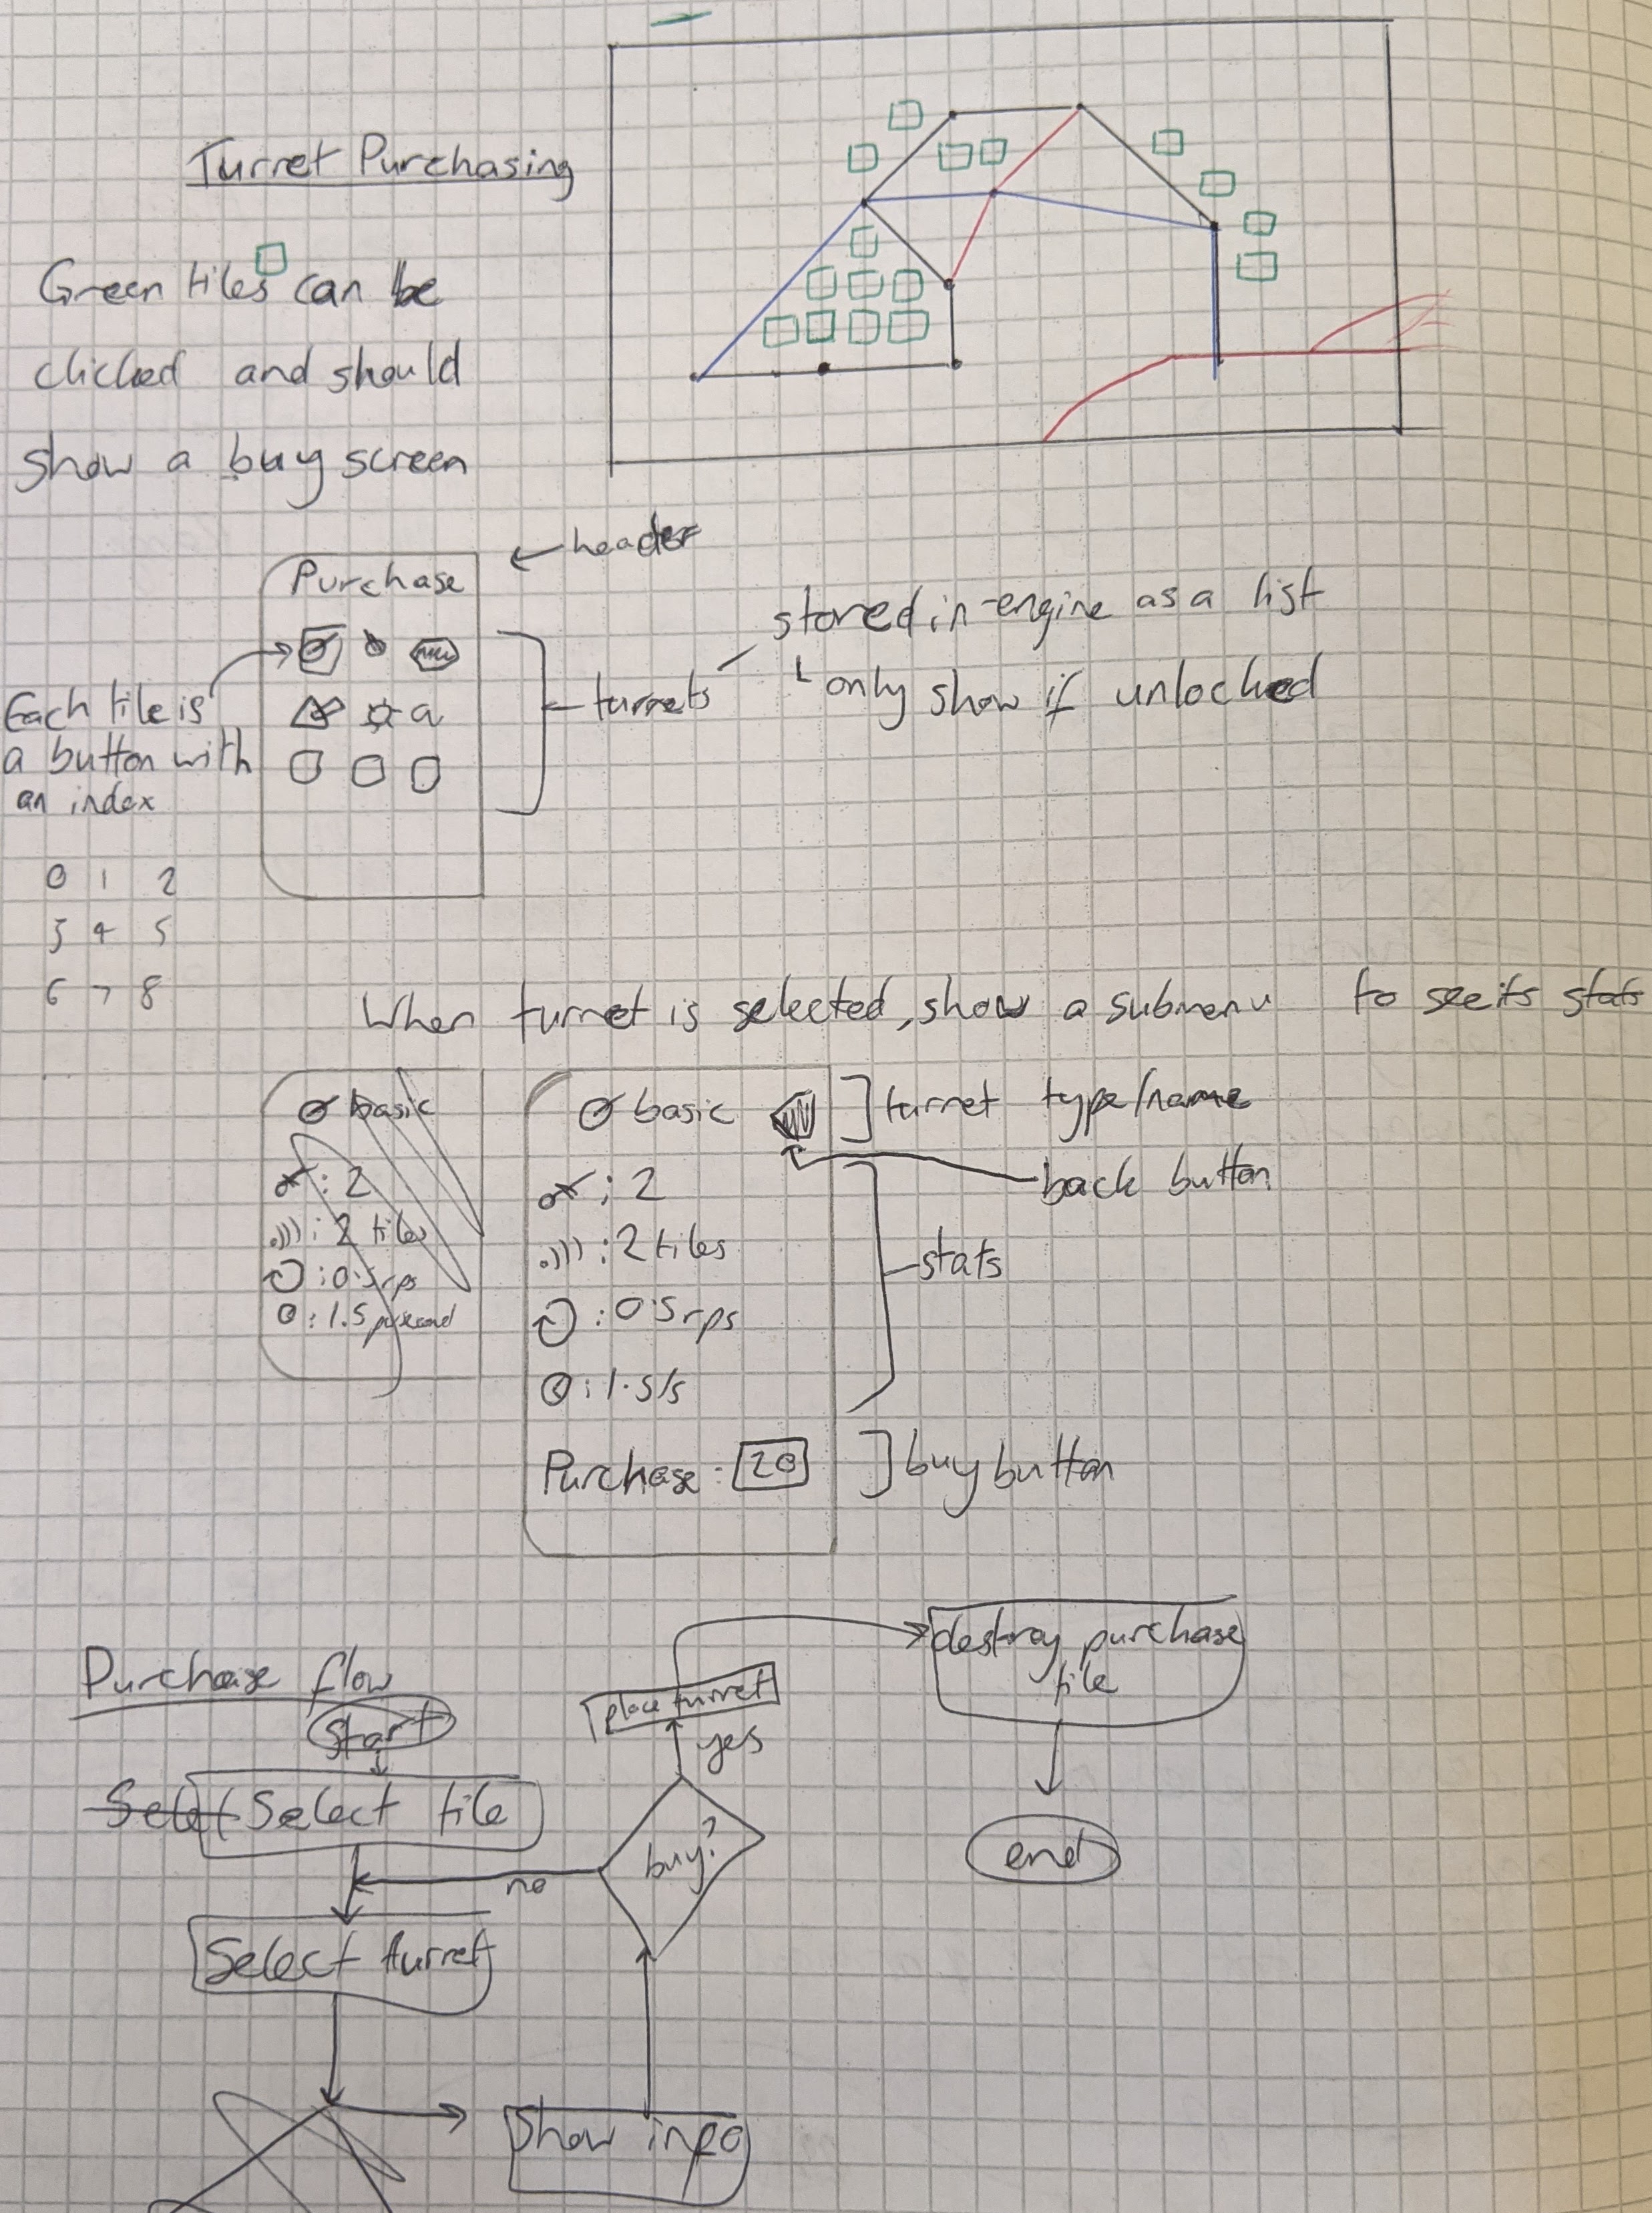 Turret Purchasing
Green tiles can be
clicked and should
show a buy screen
header
Purchase
stored in-engine as a list
only show if unlocked
turrets
Each tile is
a button with
an index
0 1 2
3 4 5
6 7 8
When turret is selected, show a submenu to see its stats
basic
: 2
: 2 tiles
: 0.5 rps
: 1.5 per second
basic
: 2
: 2 tiles
: 0.5 rps
: 1.5/s
Purchase: 20
turret type/name
back button
stats
buy button
Purchase flow
Start
Select tile
no
Select turret
Show info
buy?
yes
place turret
destroy purchase
tile
end